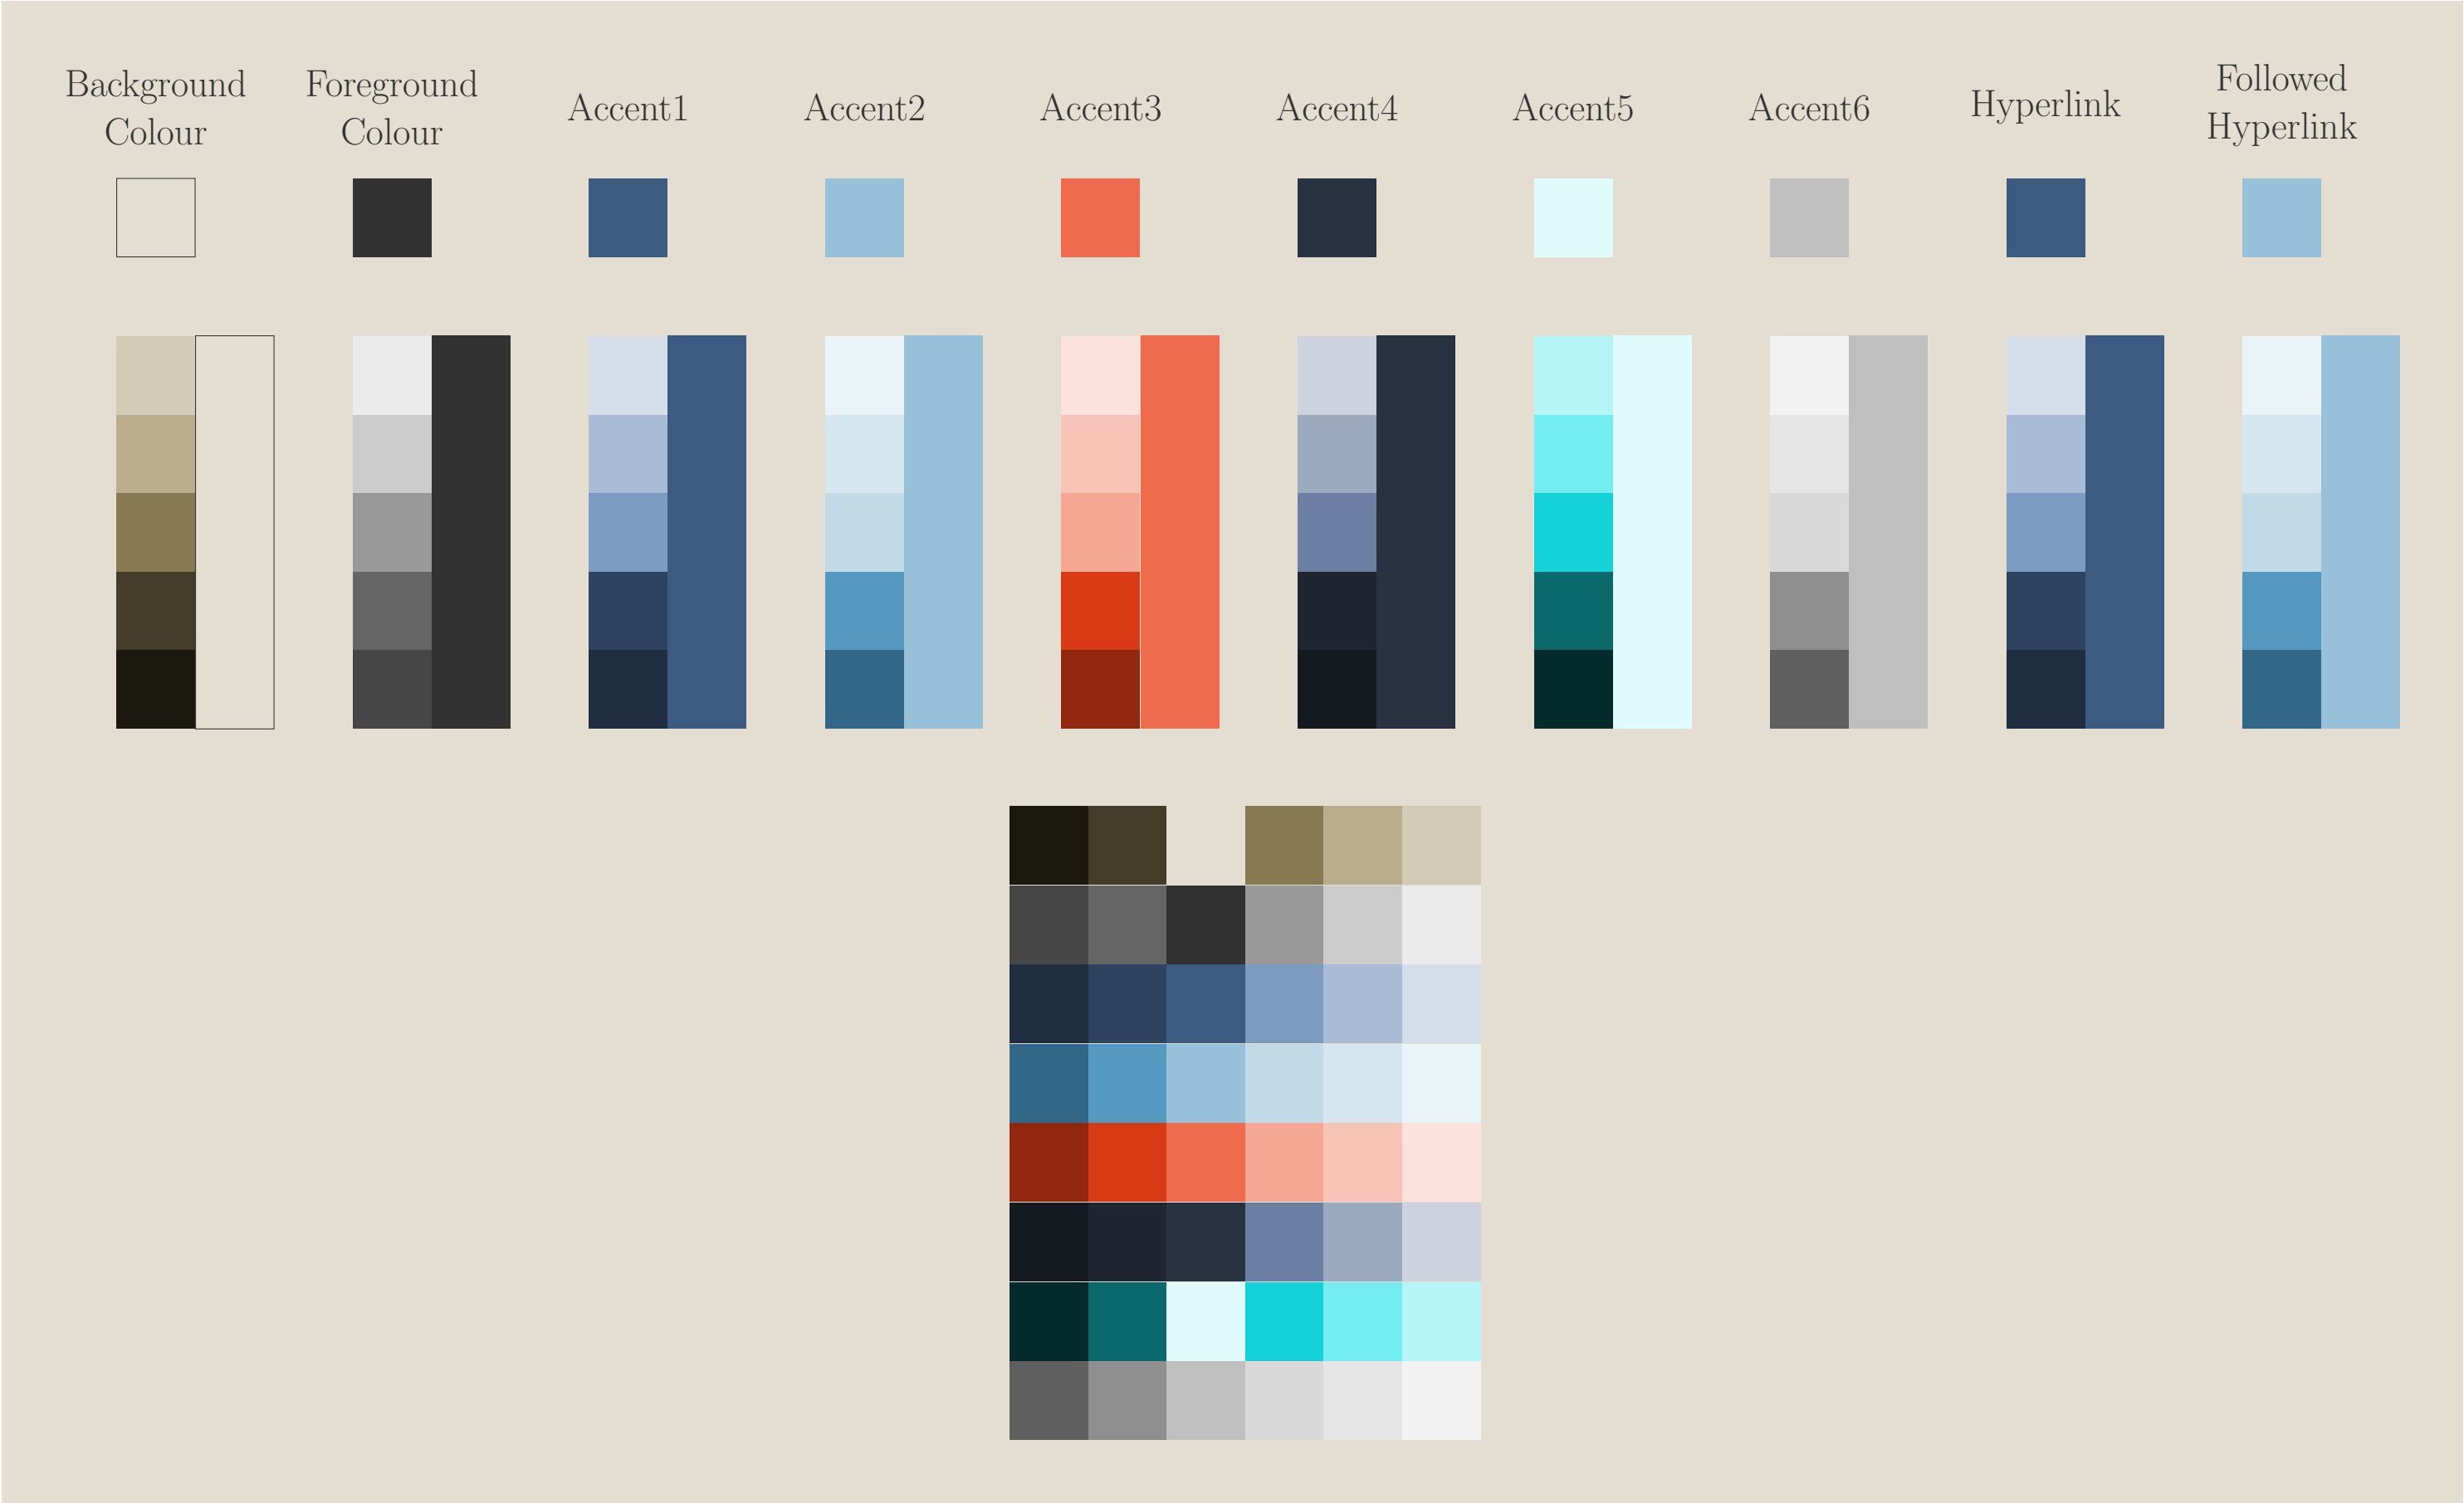 Background
Colour
Foreground
Colour
Accent1
Accent2
Accent3
Accent4
Accent5
Accent6
Hyperlink
Followed
Hyperlink